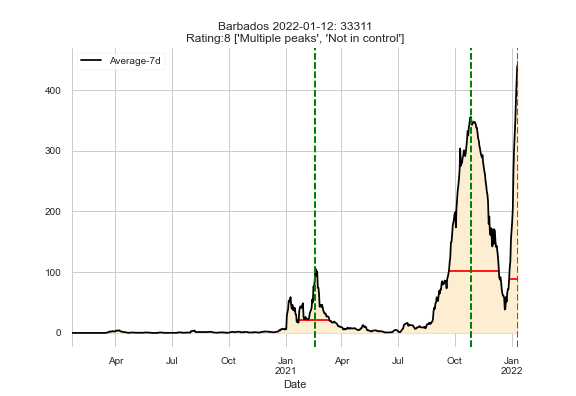 Barbados 2022-01-12: 33311
Rating:8 ['Multiple peaks', 'Not in control']
Average-7d
400
300
200
100
0
Apr Jul Oct Jan Apr Jul Oct Jan
2021 2022
Date